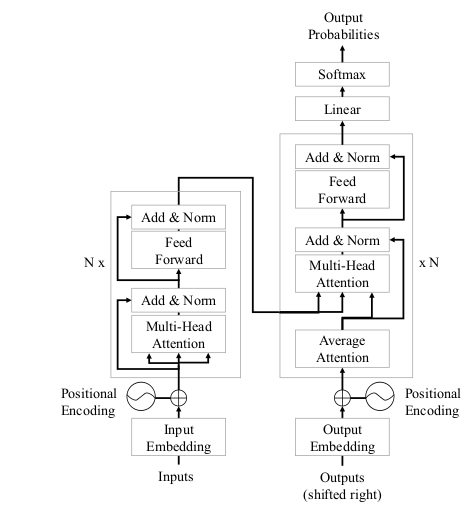 Output
Probabilities
Softmax
Linear
Add & Norm
Feed
Forward
Add & Norm
Multi-Head
Attention
Average
Attention
x N
Positional
Encoding
Output
Embedding
Outputs
(shifted right)
Add & Norm
Feed
Forward
N x
Add & Norm
Multi-Head
Attention
Positional
Encoding
Input
Embedding
Inputs